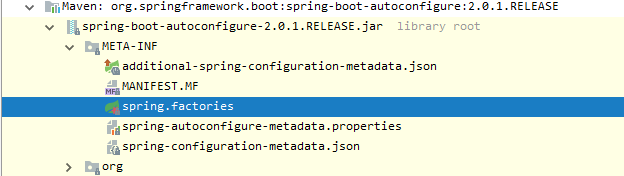 Maven: org.springframework.boot:spring-boot-autoconfigure:2.0.1.RELEASE
spring-boot-autoconfigure-2.0.1.RELEASE.jar library root
META-INF
additional-spring-configuration-metadata.json
MANIFEST.MF
spring.factories
spring-autoconfigure-metadata.properties
spring-configuration-metadata.json
org